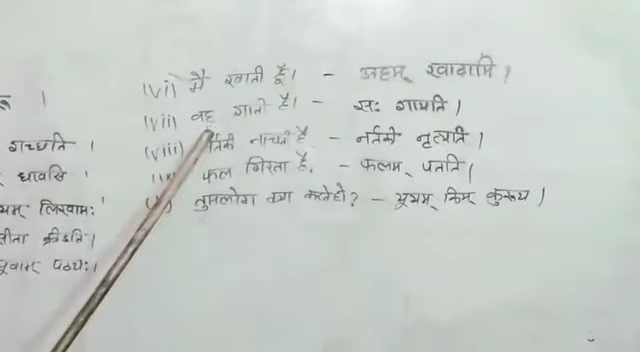 (vi) मैं खाती हूँ। - अहम् खादामि।
(vii) वह गाती है। - सः गायति।
(viii) नाचती है - नर्तकी नृत्यति।
फल गिरता है. - फलम् पतति।
तुमलोग क्या करतेहो? - यूयम् किम् कुरूथ।
गच्छति।
धावसि।
लिखामः
क्रीडति।
पठथः।